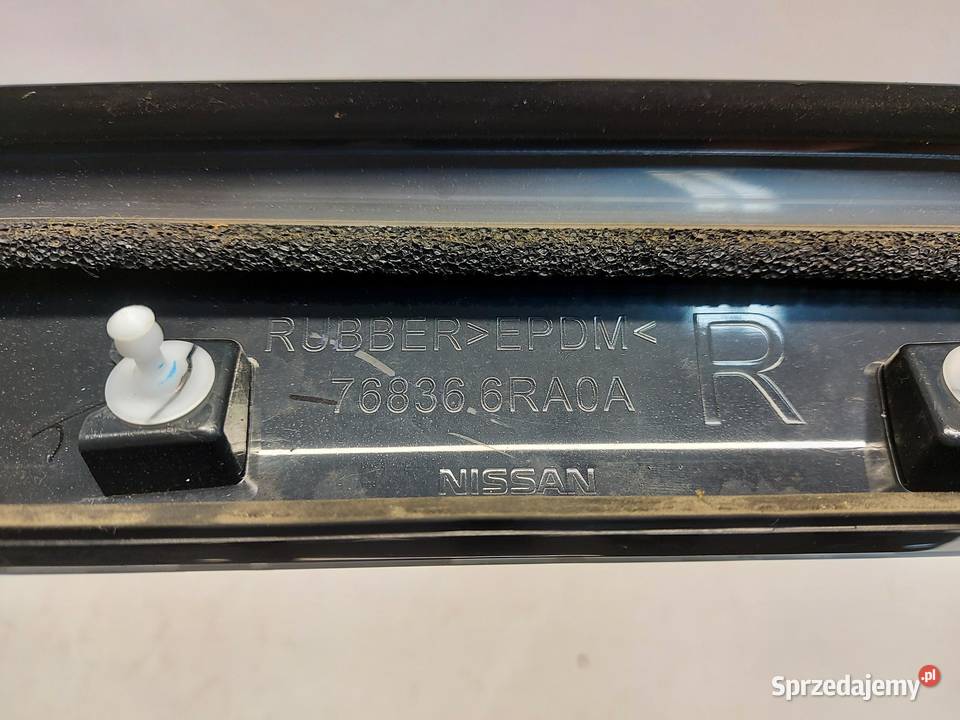 RUBBER>EPDM<
R
76836 6RA0A
NISSAN
Sprzedajemy.pl